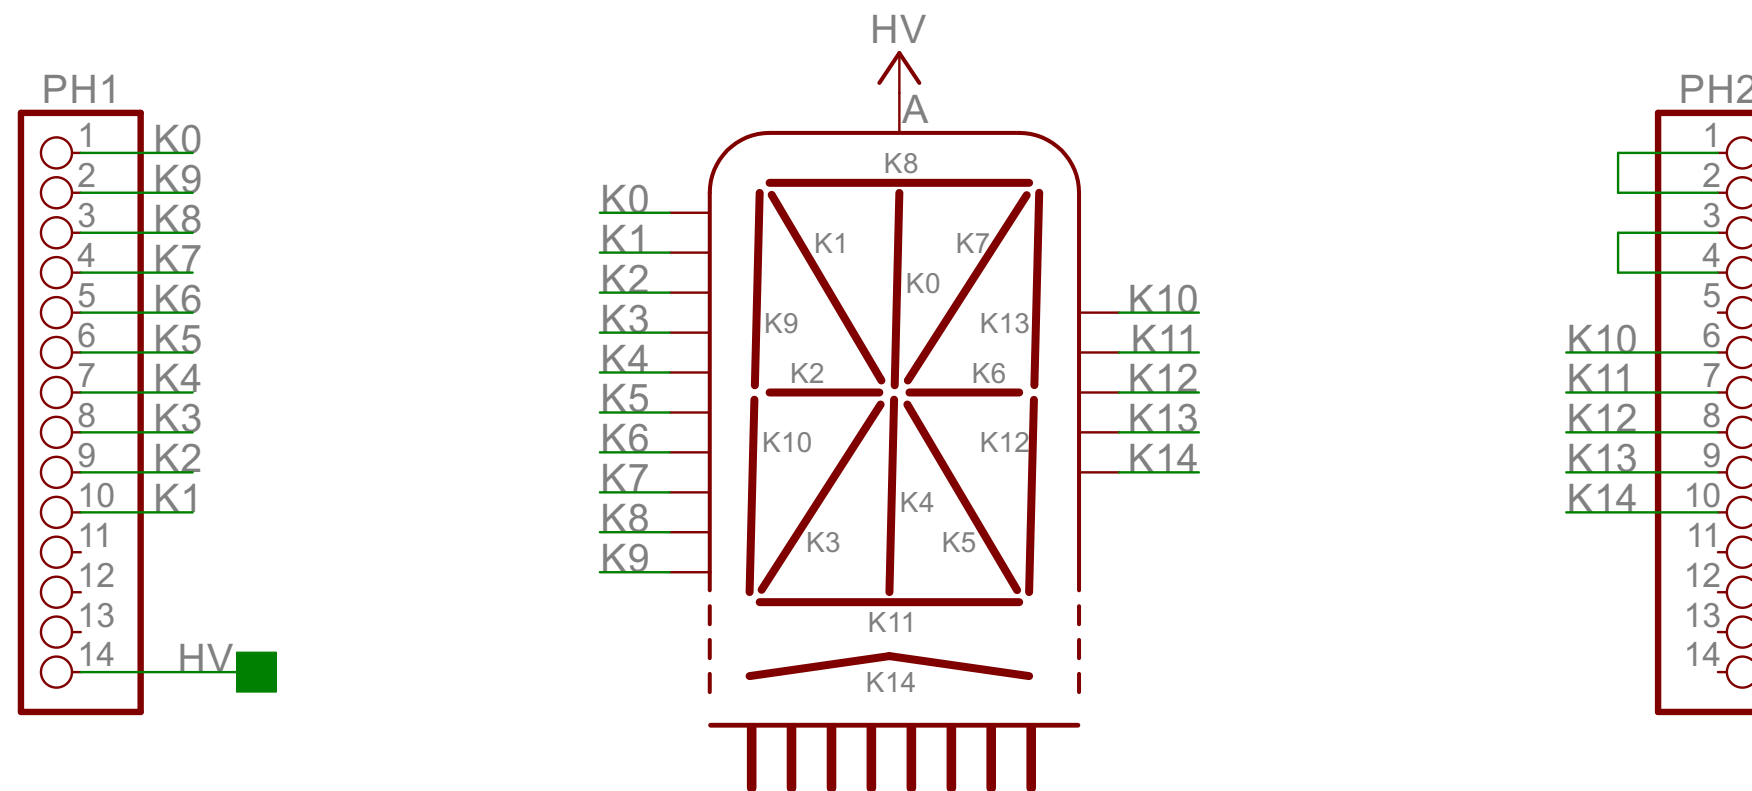 HV
A
PH1
1 K0
2 K9
3 K8
4 K7
5 K6
6 K5
7 K4
8 K3
9 K2
10 K1
11
12
13
14 HV
K0
K1
K2
K3
K4
K5
K6
K7
K8
K9
K8
K1
K7
K0
K9
K13
K2
K6
K10
K12
K4
K3
K5
K11
K14
K10
K11
K12
K13
K14
PH2
1
2
3
4
5
K10 6
K11 7
K12 8
K13 9
K14 10
11
12
13
14